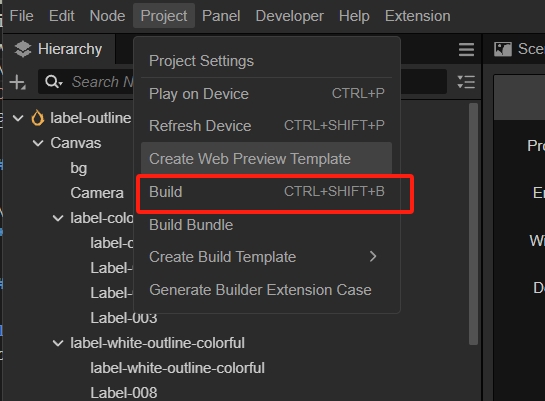 File Edit Node Project Panel Developer Help Extension
Hierarchy
Search N
label-outline
Canvas
bg
Camera
label-colo
label-c
Label-
Label-
Label-003
label-white-outline-colorful
label-white-outline-colorful
Label-008
Project Settings
Play on Device CTRL+P
Refresh Device CTRL+SHIFT+P
Create Web Preview Template
Build CTRL+SHIFT+B
Build Bundle
Create Build Template
Generate Builder Extension Case
Scen
Pro
En
Wi